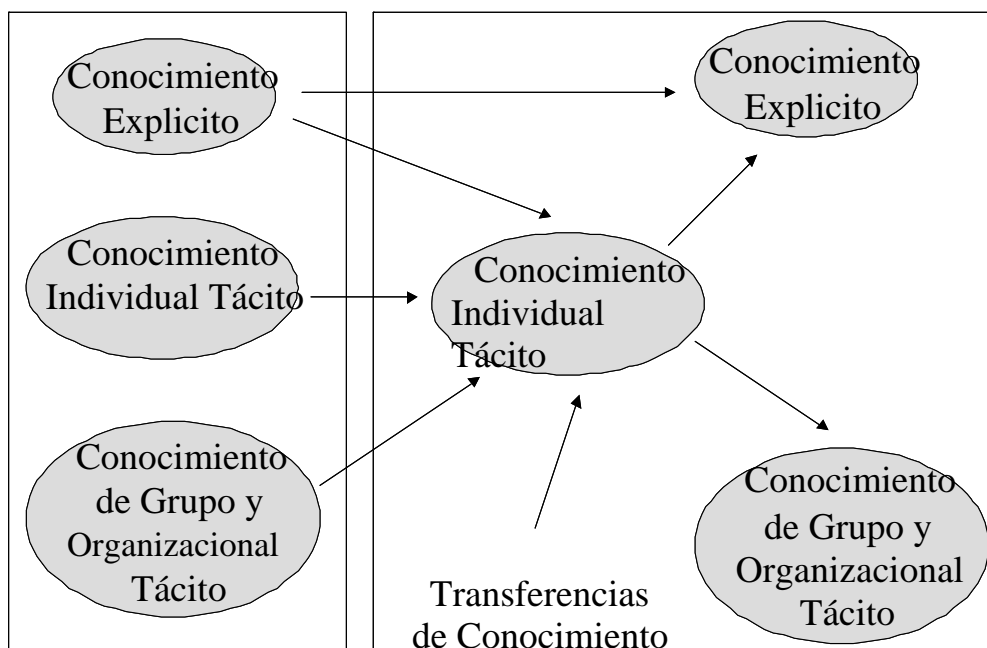 Conocimiento
Explicito
Conocimiento
Individual Tácito
Conocimiento
de Grupo y
Organizacional
Tácito
Conocimiento
Individual
Tácito
Transferencias
de Conocimiento
Conocimiento
Explicito
Conocimiento
de Grupo y
Organizacional
Tácito